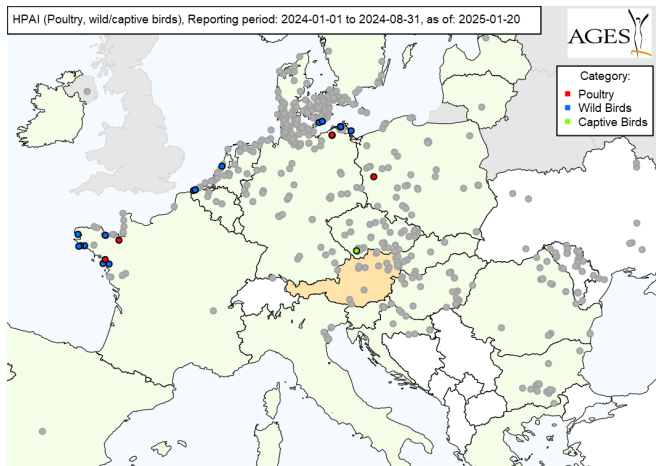 HPAI (Poultry, wild/captive birds), Reporting period: 2024-01-01 to 2024-08-31, as of: 2025-01-20
AGES
Category:
Poultry
Wild Birds
Captive Birds